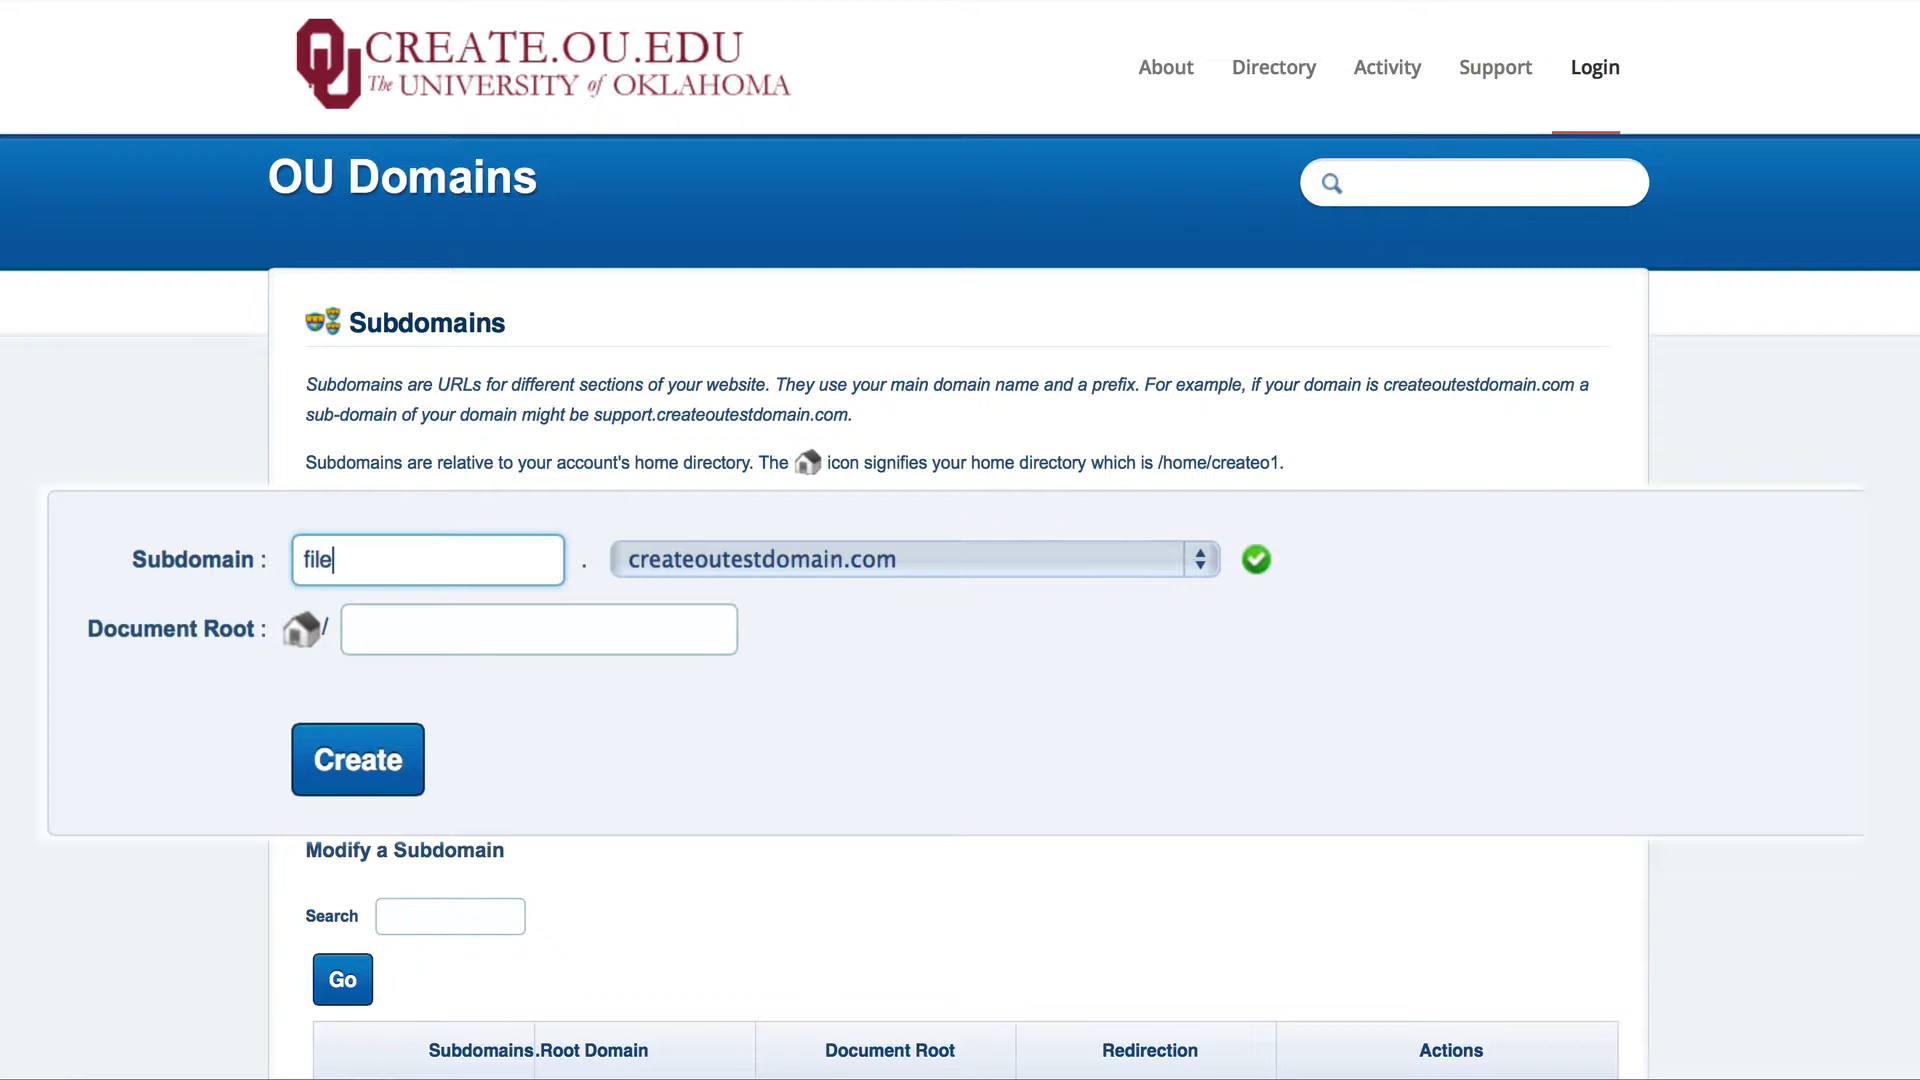 CREATE.OU.EDU
The UNIVERSITY of OKLAHOMA
About Directory Activity Support Login
OU Domains
Subdomains
Subdomains are URLs for different sections of your website. They use your main domain name and a prefix. For example, if your domain is createoutestdomain.com a
sub-domain of your domain might be support.createoutestdomain.com.
Subdomains are relative to your account's home directory. The icon signifies your home directory which is /home/createo1.
Subdomain : file . createoutestdomain.com
Document Root : /
Create
Modify a Subdomain
Search
Go
Subdomains.Root Domain Document Root Redirection Actions